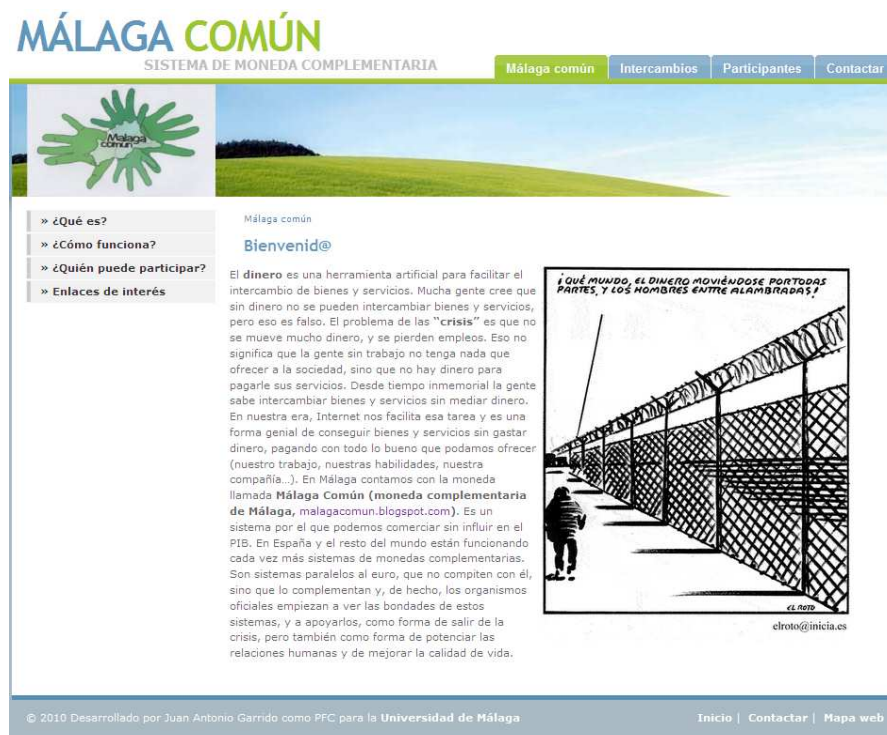 MÁLAGA COMÚN
SISTEMA DE MONEDA COMPLEMENTARIA
Málaga común
Intercambios
Participantes
Contactar
Malaga
común
» ¿Qué es?
» ¿Cómo funciona?
» ¿Quién puede participar?
» Enlaces de interés
Málaga común
Bienvenid@
El dinero es una herramienta artificial para facilitar el
intercambio de bienes y servicios. Mucha gente cree que
sin dinero no se pueden intercambiar bienes y servicios,
pero eso es falso. El problema de las "crisis" es que no
se mueve mucho dinero, y se pierden empleos. Eso no
significa que la gente sin trabajo no tenga nada que
ofrecer a la sociedad, sino que no hay dinero para
pagarle sus servicios. Desde tiempo inmemorial la gente
sabe intercambiar bienes y servicios sin mediar dinero.
En nuestra era, Internet nos facilita esa tarea y es una
forma genial de conseguir bienes y servicios sin gastar
dinero, pagando con todo lo bueno que podamos ofrecer
(nuestro trabajo, nuestras habilidades, nuestra
compañía...). En Málaga contamos con la moneda
llamada Málaga Común (moneda complementaria
de Málaga, malagacomun.blogspot.com). Es un
sistema por el que podemos comerciar sin influir en el
PIB. En España y el resto del mundo están funcionando
cada vez más sistemas de monedas complementarias.
Son sistemas paralelos al euro, que no compiten con él,
sino que lo complementan y, de hecho, los organismos
oficiales empiezan a ver las bondades de estos
sistemas, y a apoyarlos, como forma de salir de la
crisis, pero también como forma de potenciar las
relaciones humanas y de mejorar la calidad de vida.
¡QUÉ MUNDO, EL DINERO MOVIÉNDOSE POR TODAS
PARTES, Y LOS HOMBRES ENTRE ALAMBRADAS!
EL ROTO
elroto@inicia.es
© 2010 Desarrollado por Juan Antonio Garrido como PFC para la Universidad de Málaga
Inicio | Contactar | Mapa web